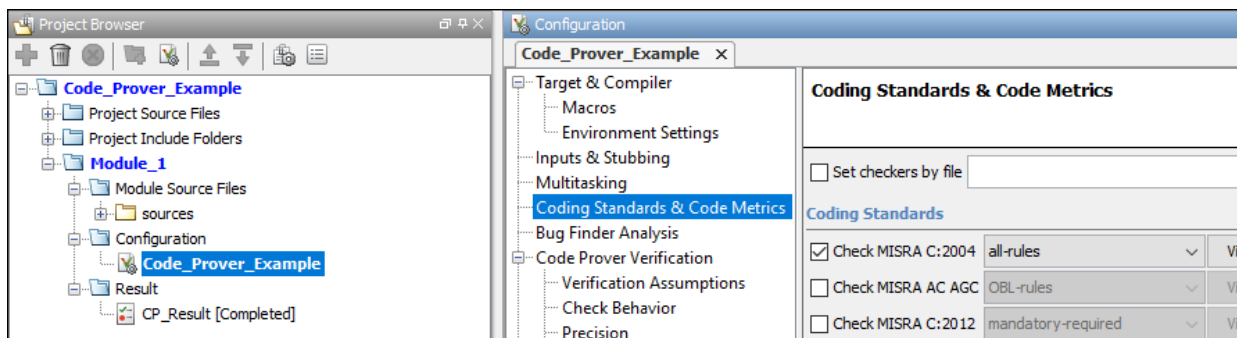 Project Browser
Code_Prover_Example
Project Source Files
Project Include Folders
Module_1
Module Source Files
sources
Configuration
Code_Prover_Example
Result
CP_Result [Completed]
Configuration
Code_Prover_Example X
Target & Compiler
Macros
Environment Settings
Inputs & Stubbing
Multitasking
Coding Standards & Code Metrics
Bug Finder Analysis
Code Prover Verification
Verification Assumptions
Check Behavior
Precision
Coding Standards & Code Metrics
Set checkers by file
Coding Standards
Check MISRA C:2004 all-rules
Check MISRA AC AGC OBL-rules
Check MISRA C:2012 mandatory-required